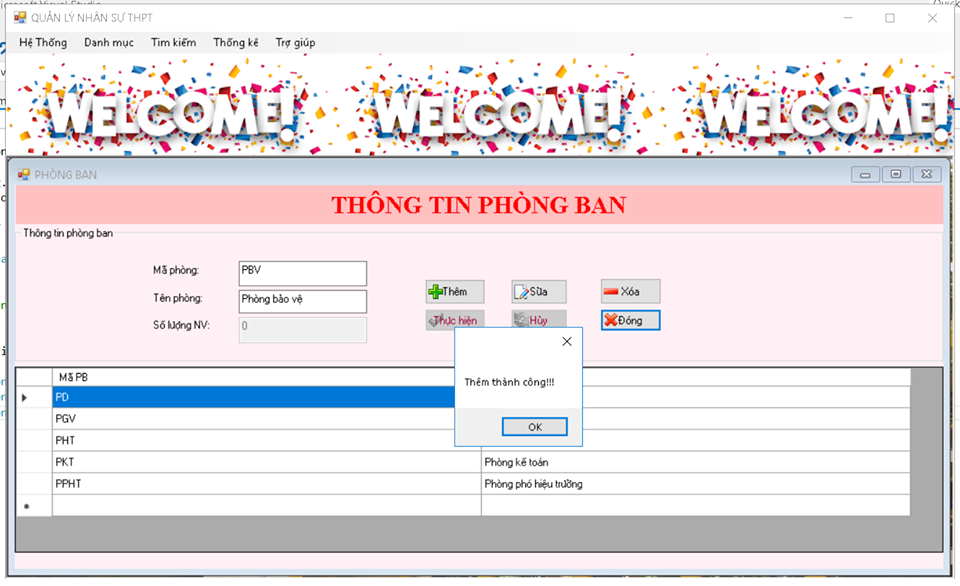 QUẢN LÝ NHÂN SỰ THPT
Hệ Thống Danh mục Tìm kiếm Thống kê Trợ giúp
WELCOME! WELCOME! WELCOME!
PHÒNG BAN
THÔNG TIN PHÒNG BAN
Thông tin phòng ban
Mã phòng: PBV
Tên phòng: Phòng bảo vệ
Số lượng NV: 0
Thêm Sửa Xóa
Thực hiện Hủy Đóng
Thêm thành công!!!
OK
Mã PB
PD
PGV
PHT
PKT Phòng kế toán
PPHT Phòng phó hiệu trưởng